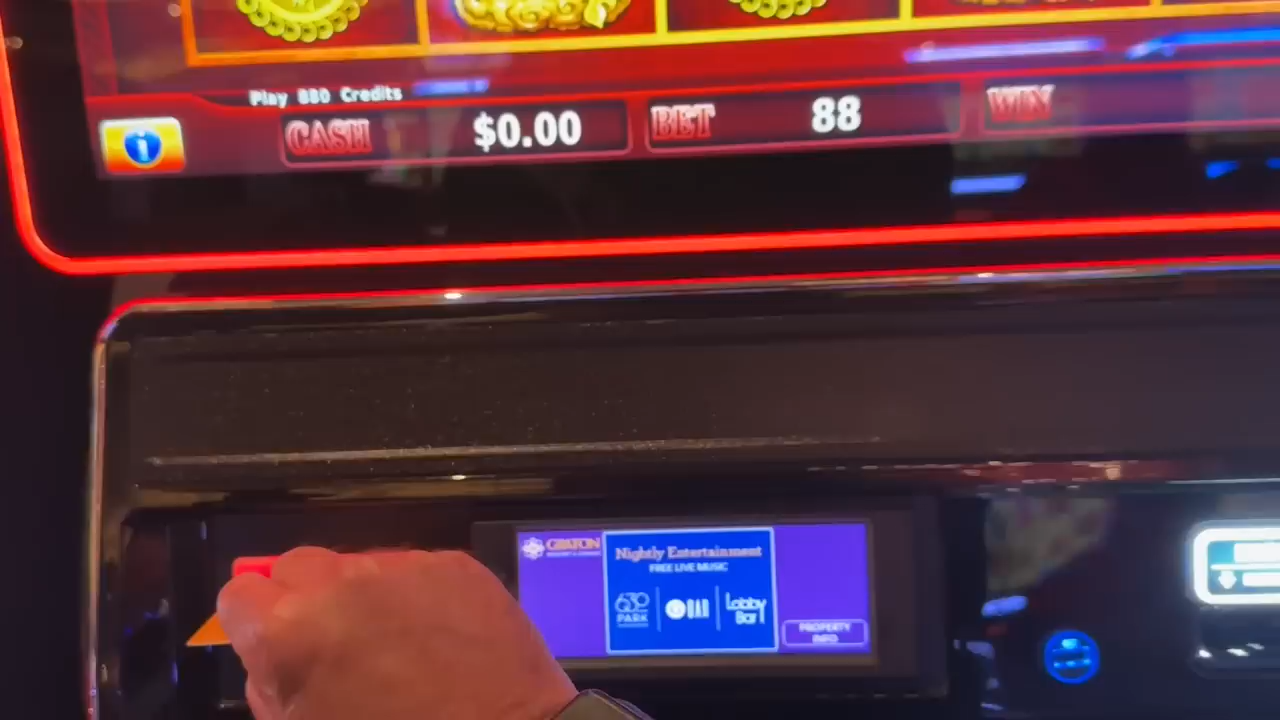 Play 880 Credits
CASH $0.00 BET 88 WIN
GRATON
Nightly Entertainment
FREE LIVE MUSIC
630 PARK
BAR
Lobby Bar
PROPERTY INFO